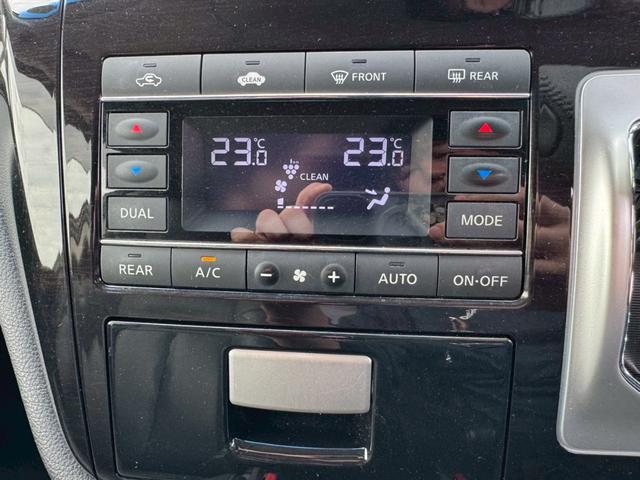 CLEAN FRONT REAR
23.0 °C 23.0 °C
CLEAN
DUAL MODE
REAR A/C − + AUTO ON·OFF